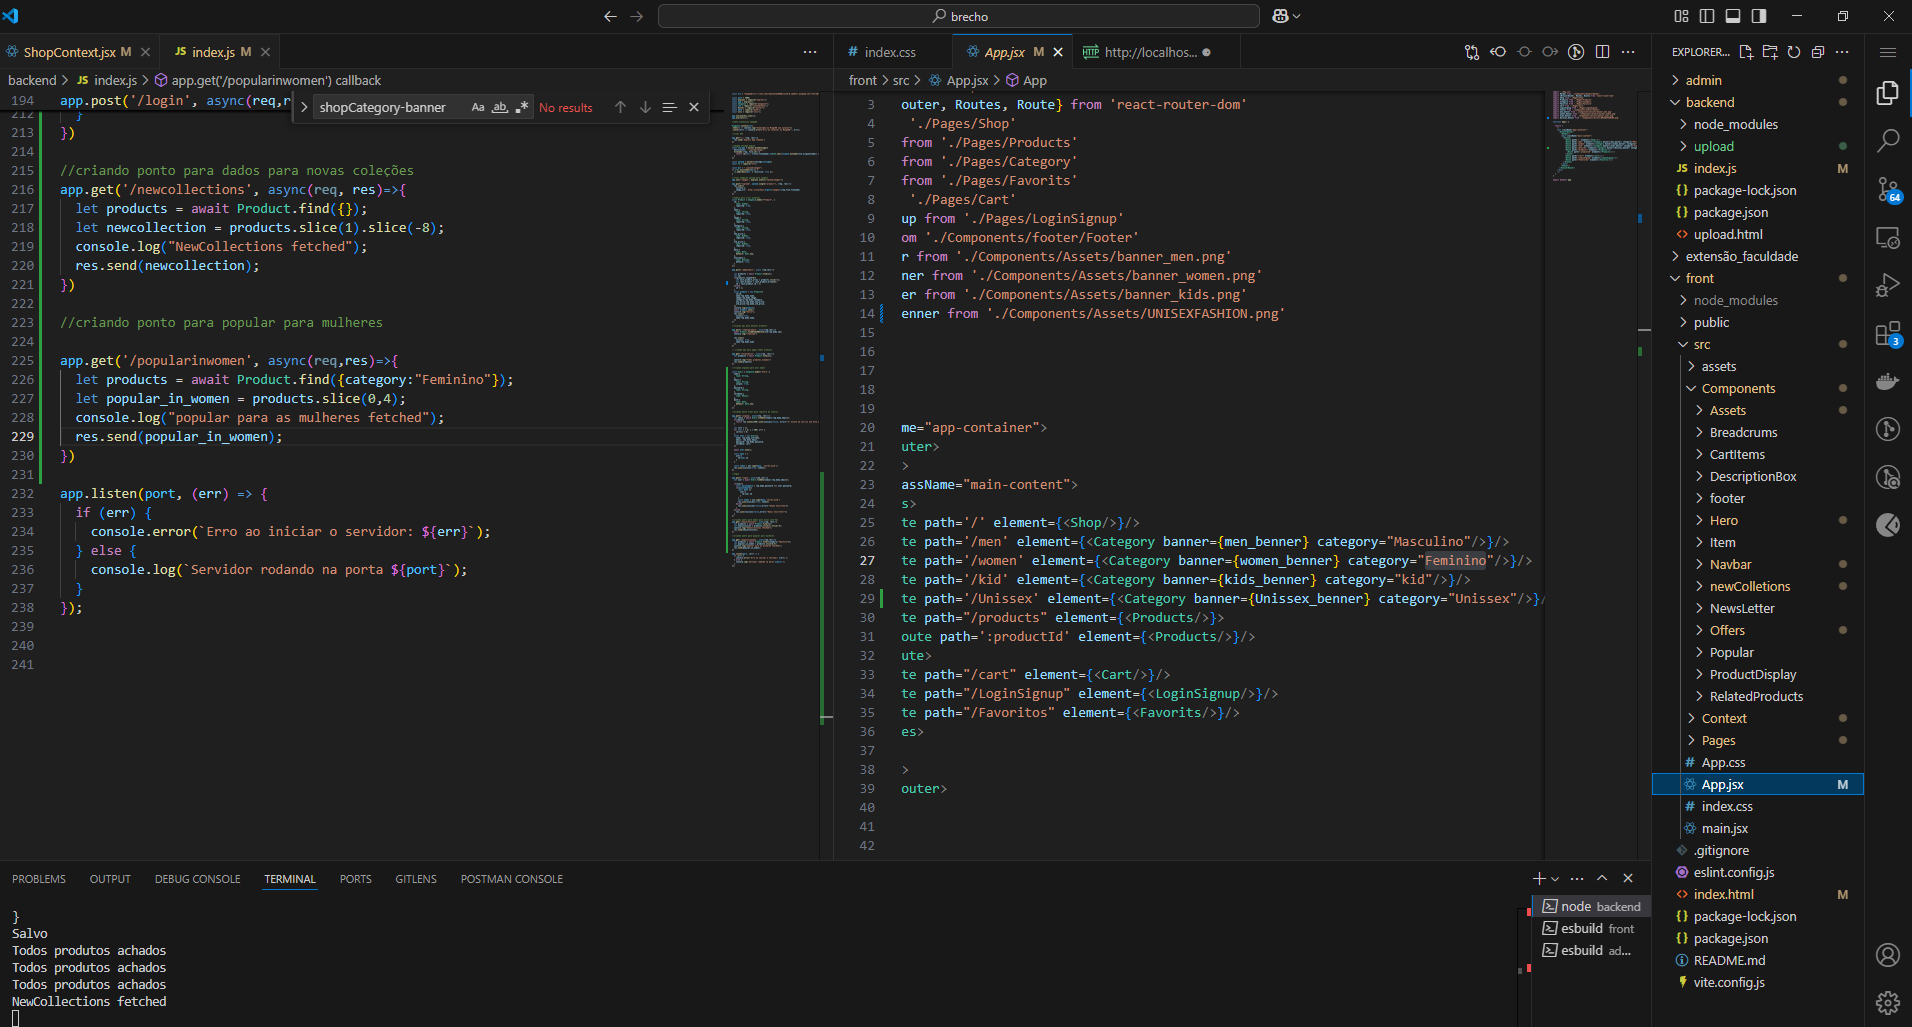 brecho
ShopContext.jsx M
index.js M
index.css
App.jsx M
http://localhos...
EXPLORER...
backend > index.js > app.get('/popularinwomen') callback
front > src > App.jsx > App
shopCategory-banner
No results
194 app.post('/login', async(req,r
212 }
213 })
214
215 //criando ponto para dados para novas coleções
216 app.get('/newcollections', async(req, res)=>{
217 let products = await Product.find({});
218 let newcollection = products.slice(1).slice(-8);
219 console.log("NewCollections fetched");
220 res.send(newcollection);
221 })
222
223 //criando ponto para popular para mulheres
224
225 app.get('/popularinwomen', async(req,res)=>{
226 let products = await Product.find({category:"Feminino"});
227 let popular_in_women = products.slice(0,4);
228 console.log("popular para as mulheres fetched");
229 res.send(popular_in_women);
230 })
231
232 app.listen(port, (err) => {
233 if (err) {
234 console.error(`Erro ao iniciar o servidor: ${err}`);
235 } else {
236 console.log(`Servidor rodando na porta ${port}`);
237 }
238 });
239
240
241
3 outer, Routes, Route} from 'react-router-dom'
4 './Pages/Shop'
5 from './Pages/Products'
6 from './Pages/Category'
7 from './Pages/Favorits'
8 './Pages/Cart'
9 up from './Pages/LoginSignup'
10 om './Components/footer/Footer'
11 r from './Components/Assets/banner_men.png'
12 ner from './Components/Assets/banner_women.png'
13 er from './Components/Assets/banner_kids.png'
14 enner from './Components/Assets/UNISEXFASHION.png'
15
16
17
18
19
20 me="app-container">
21 uter>
22 >
23 assName="main-content">
24 s>
25 te path='/' element={<Shop/>}/>
26 te path='/men' element={<Category banner={men_benner} category="Masculino"/>}/>
27 te path='/women' element={<Category banner={women_benner} category="Feminino"/>}/>
28 te path='/kid' element={<Category banner={kids_benner} category="kid"/>}/>
29 te path='/Unissex' element={<Category banner={Unissex_benner} category="Unissex"/>}/
30 te path="/products" element={<Products/>}>
31 oute path=':productId' element={<Products/>}/>
32 ute>
33 te path="/cart" element={<Cart/>}/>
34 te path="/LoginSignup" element={<LoginSignup/>}/>
35 te path="/Favoritos" element={<Favorits/>}/>
36 es>
37
38 >
39 outer>
40
41
42
admin
backend
node_modules
upload
index.js M
package-lock.json
package.json
upload.html
extensão_faculdade
front
node_modules
public
src
assets
Components
Assets
Breadcrums
CartItems
DescriptionBox
footer
Hero
Item
Navbar
newColletions
NewsLetter
Offers
Popular
ProductDisplay
RelatedProducts
Context
Pages
App.css
App.jsx M
index.css
main.jsx
.gitignore
eslint.config.js
index.html M
package-lock.json
package.json
README.md
vite.config.js
64
3
PROBLEMS OUTPUT DEBUG CONSOLE TERMINAL PORTS GITLENS POSTMAN CONSOLE
}
Salvo
Todos produtos achados
Todos produtos achados
Todos produtos achados
NewCollections fetched
node backend
esbuild front
esbuild ad...